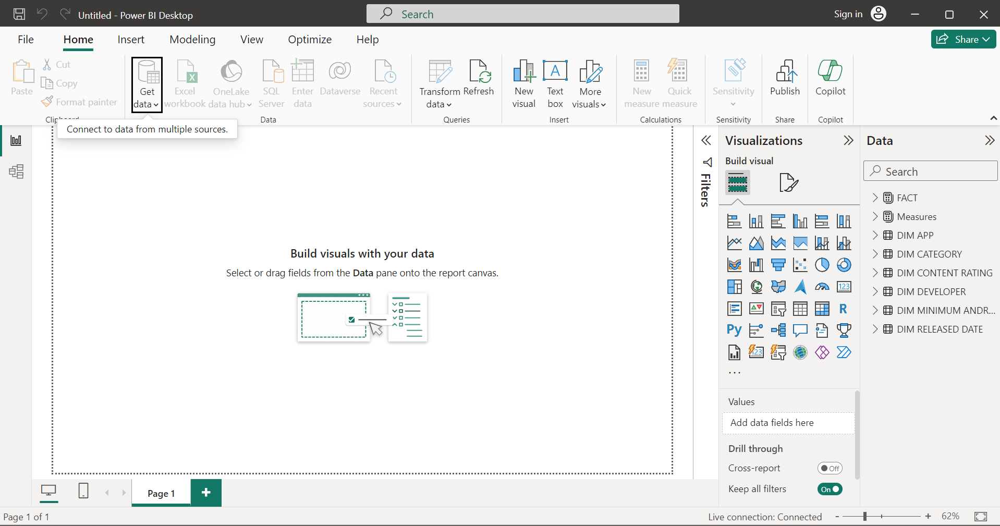 Untitled - Power BI Desktop
Search
Sign in
File
Home
Insert
Modeling
View
Optimize
Help
Share
Paste
Cut
Copy
Format painter
Get
data
Excel
workbook
OneLake
data hub
SQL
Server
Enter
data
Dataverse
Recent
sources
Transform
data
Refresh
New
visual
Text
box
More
visuals
New
measure
Quick
measure
Sensitivity
Publish
Copilot
Data
Queries
Insert
Calculations
Sensitivity
Share
Copilot
Connect to data from multiple sources.
Build visuals with your data
Select or drag fields from the Data pane onto the report canvas.
Filters
Visualizations
Build visual
123
R
Py
123
Values
Add data fields here
Drill through
Cross-report
Off
Keep all filters
On
Data
Search
FACT
Measures
DIM APP
DIM CATEGORY
DIM CONTENT RATING
DIM DEVELOPER
DIM MINIMUM ANDR...
DIM RELEASED DATE
Page 1
Page 1 of 1
Live connection: Connected
62%